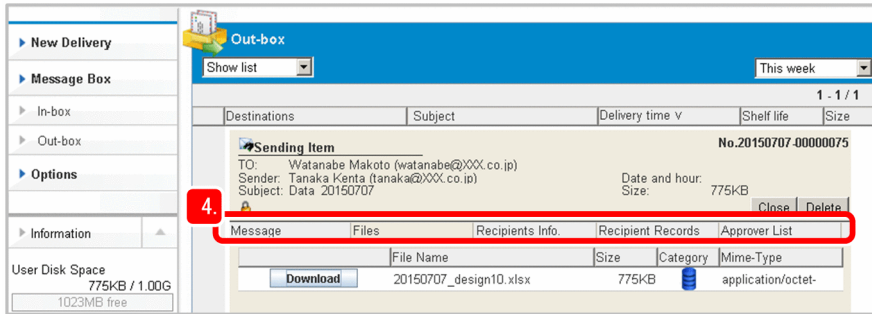 New Delivery
Message Box
In-box
Out-box
Options
Information
User Disk Space
775KB / 1.00G
1023MB free
Out-box
Show list
This week
1 - 1 / 1
Destinations Subject Delivery time ∨ Shelf life Size
Sending Item No.20150707-00000075
TO: Watanabe Makoto (watanabe@XXX.co.jp)
Sender: Tanaka Kenta (tanaka@XXX.co.jp) Date and hour:
Subject: Data 20150707 Size: 775KB
Close Delete
4.
Message Files Recipients Info. Recipient Records Approver List
File Name Size Category Mime-Type
Download 20150707_design10.xlsx 775KB application/octet-